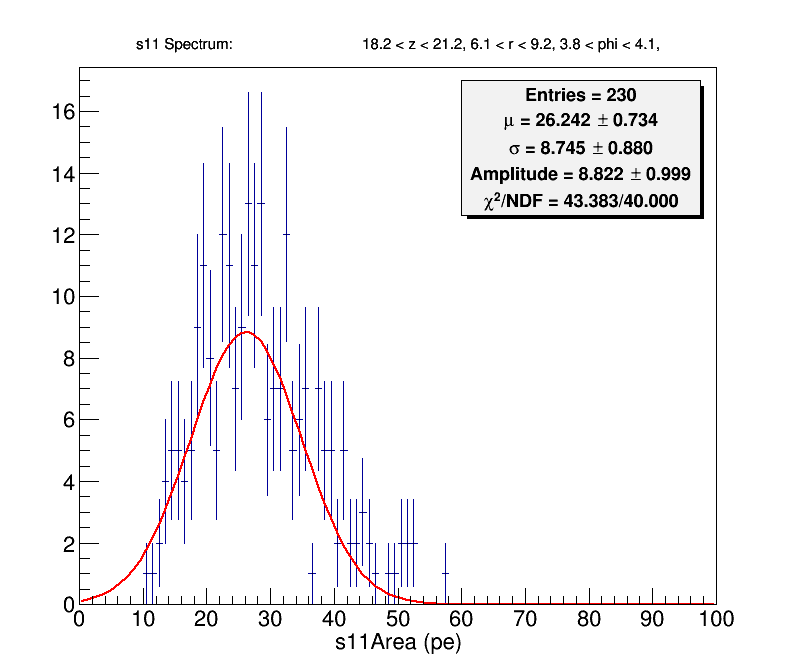 s11 Spectrum: 18.2 < z < 21.2, 6.1 < r < 9.2, 3.8 < phi < 4.1,
Entries = 230
μ = 26.242 ± 0.734
σ = 8.745 ± 0.880
Amplitude = 8.822 ± 0.999
χ²/NDF = 43.383/40.000
16
14
12
10
8
6
4
2
0
0 10 20 30 40 50 60 70 80 90 100
s11Area (pe)